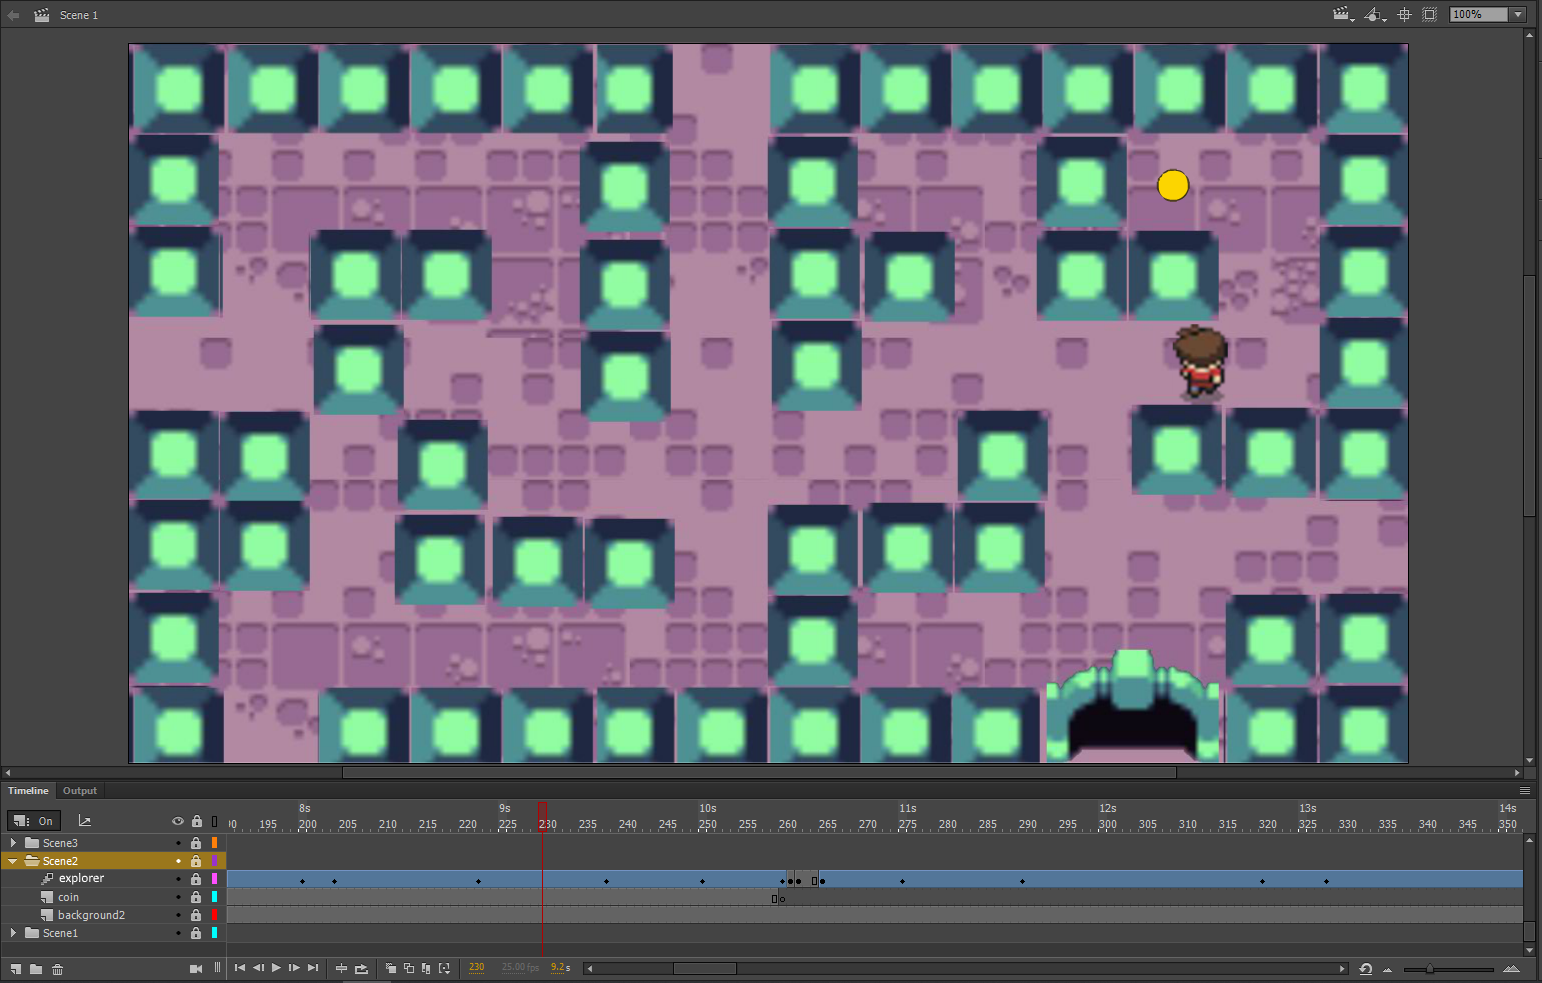 Scene 1
100%
Timeline Output
8s 9s 10s 11s 12s 13s 14s
On
90 195 200 205 210 215 220 225 230 235 240 245 250 255 260 265 270 275 280 285 290 295 300 305 310 315 320 325 330 335 340 345 350
Scene3
Scene2
explorer
coin
background2
Scene1
230 25.00 fps 9.2 s